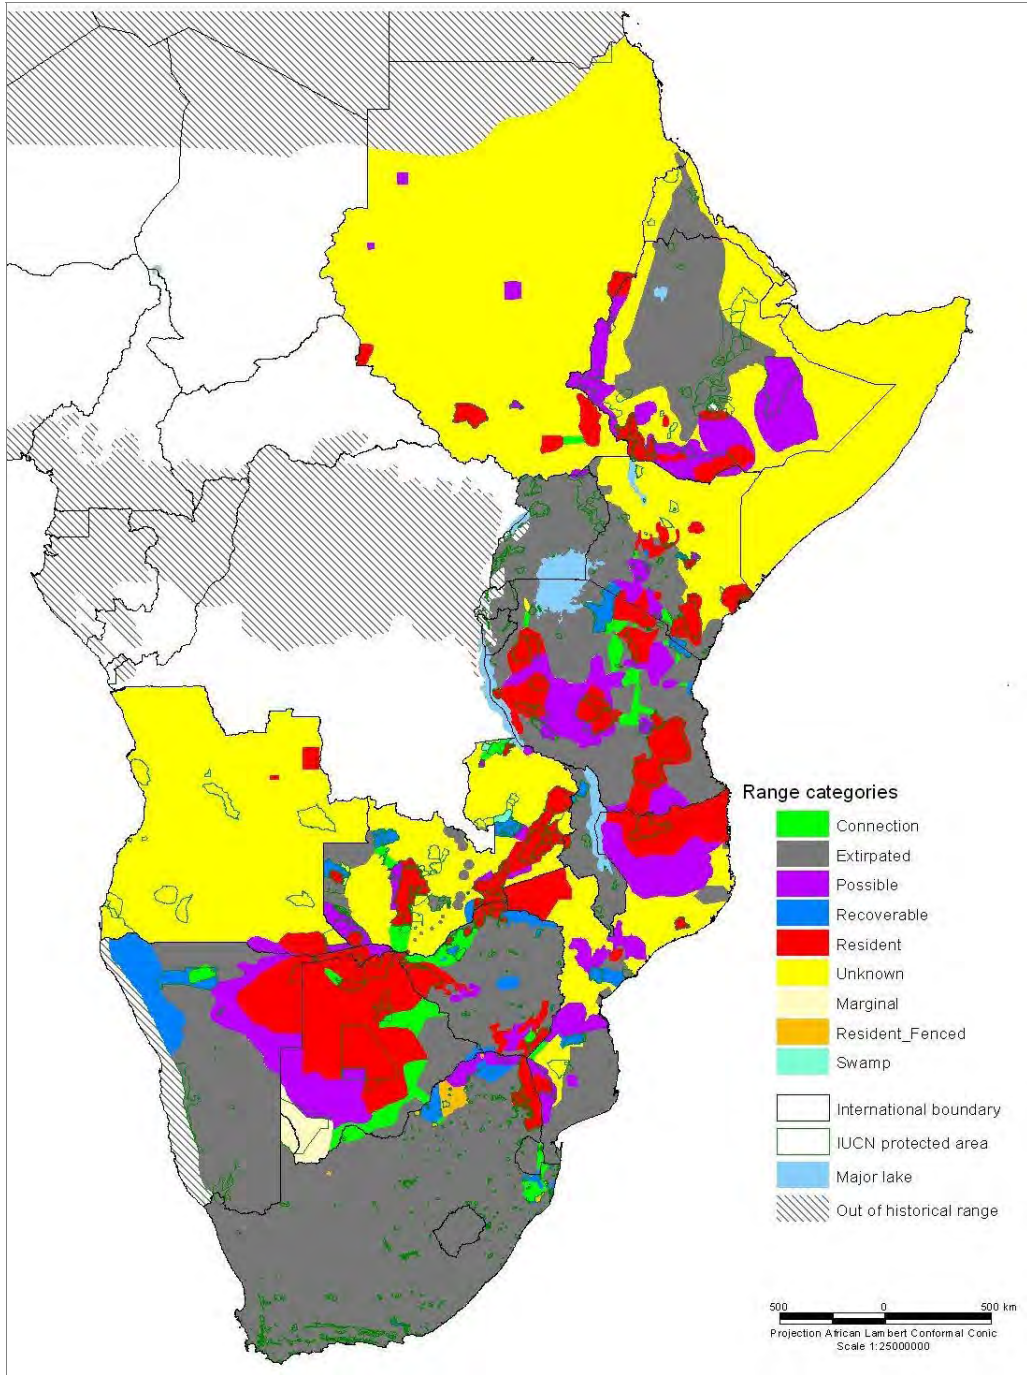 Range categories
Connection
Extirpated
Possible
Recoverable
Resident
Unknown
Marginal
Resident_Fenced
Swamp
International boundary
IUCN protected area
Major lake
Out of historical range
500 0 500 km
Projection African Lambert Conformal Conic
Scale 1:25000000